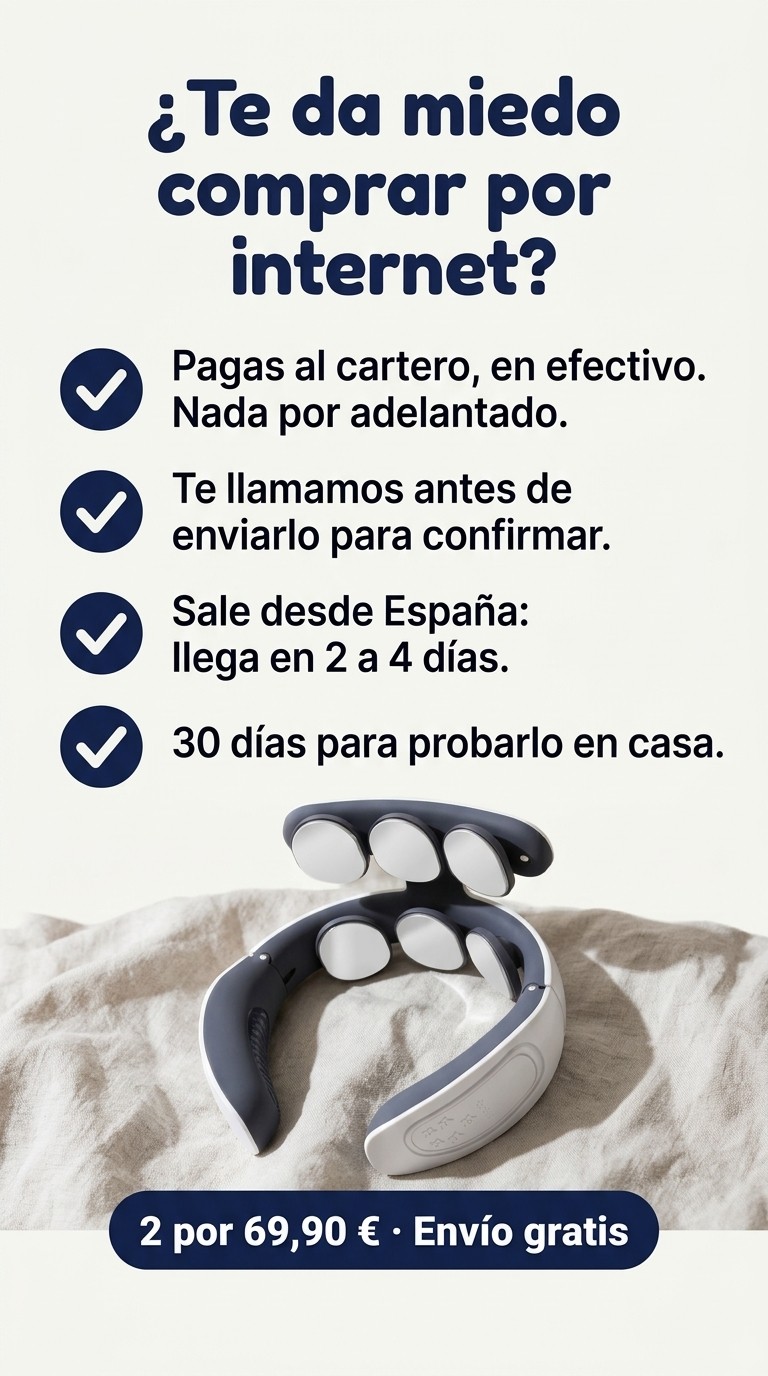 ¿Te da miedo
comprar por
internet?
Pagas al cartero, en efectivo.
Nada por adelantado.
Te llamamos antes de
enviarlo para confirmar.
Sale desde España:
llega en 2 a 4 días.
30 días para probarlo en casa.
2 por 69,90 € · Envío gratis